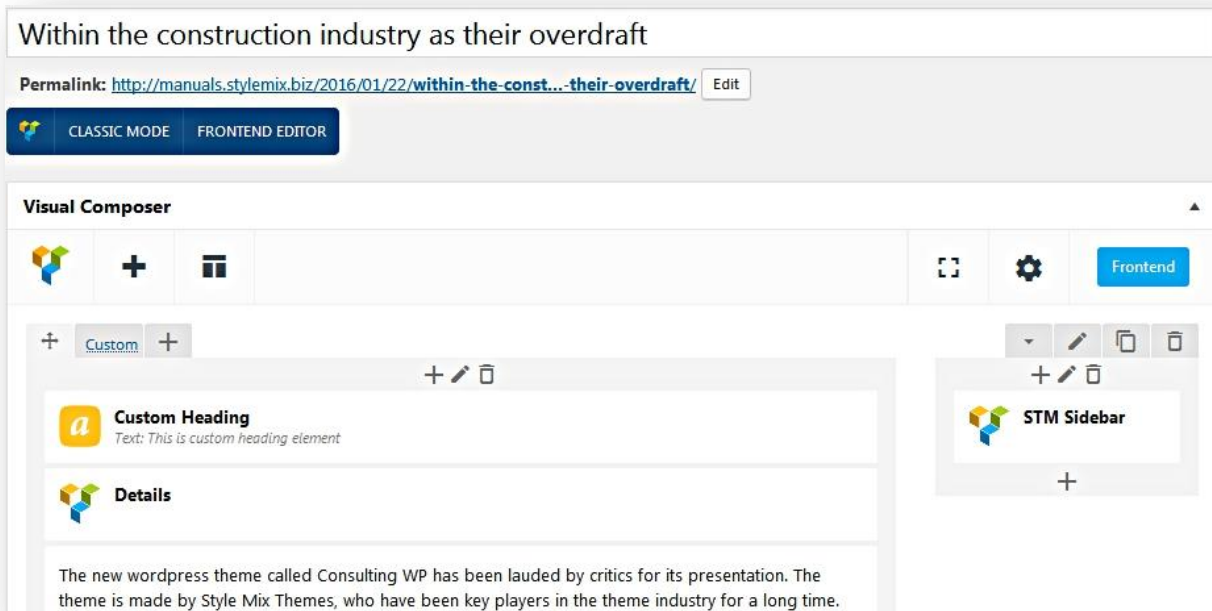 Within the construction industry as their overdraft
Permalink: http://manuals.stylemix.biz/2016/01/22/within-the-const...-their-overdraft/ Edit
CLASSIC MODE FRONTEND EDITOR
Visual Composer
Frontend
Custom
Custom Heading
Text: This is custom heading element
STM Sidebar
Details
The new wordpress theme called Consulting WP has been lauded by critics for its presentation. The
theme is made by Style Mix Themes, who have been key players in the theme industry for a long time.